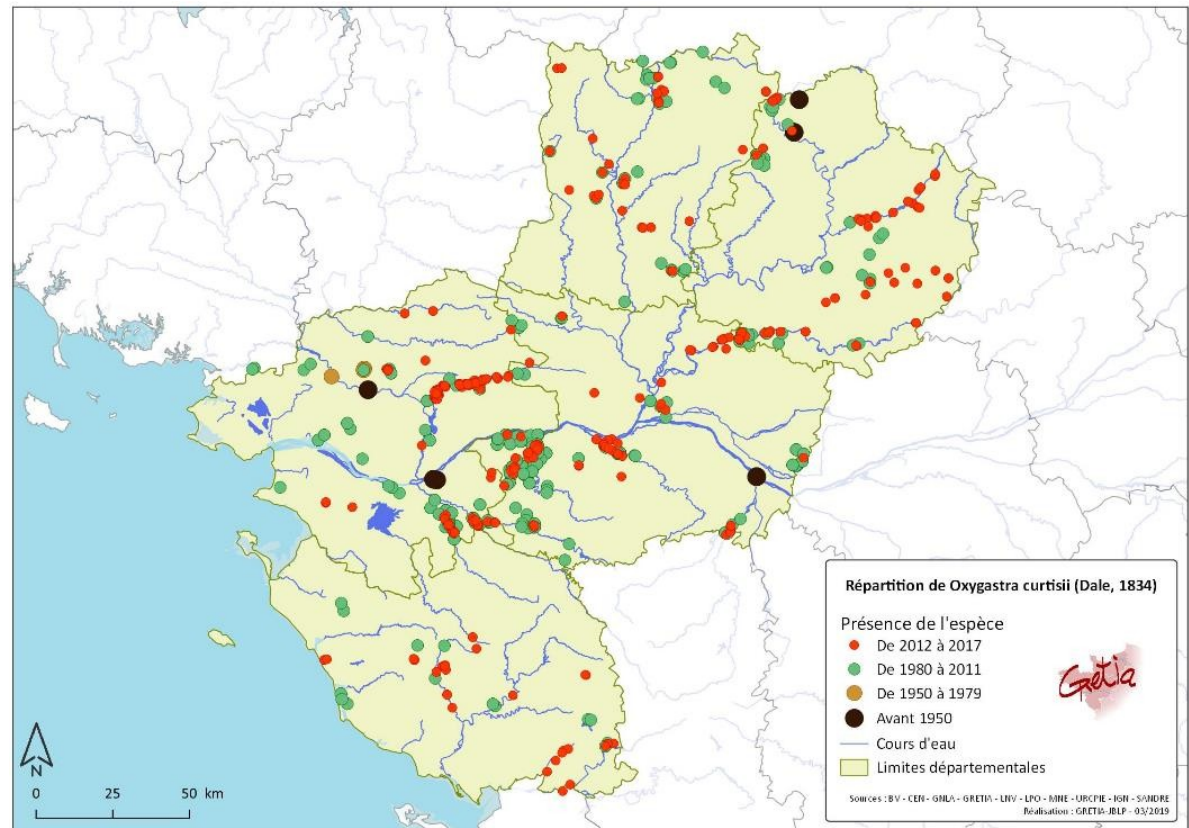 Répartition de Oxygastra curtisii (Dale, 1834)
Présence de l'espèce
De 2012 à 2017
De 1980 à 2011
De 1950 à 1979
Avant 1950
Cours d'eau
Limites départementales
Gretia
Sources : BV - CEN - GNLA - GRETIA - LNV - LPO - MNE - URCPIE - IGN - SANDRE
Réalisation : GRETIA-JBLP - 03/2019
N
0 25 50 km